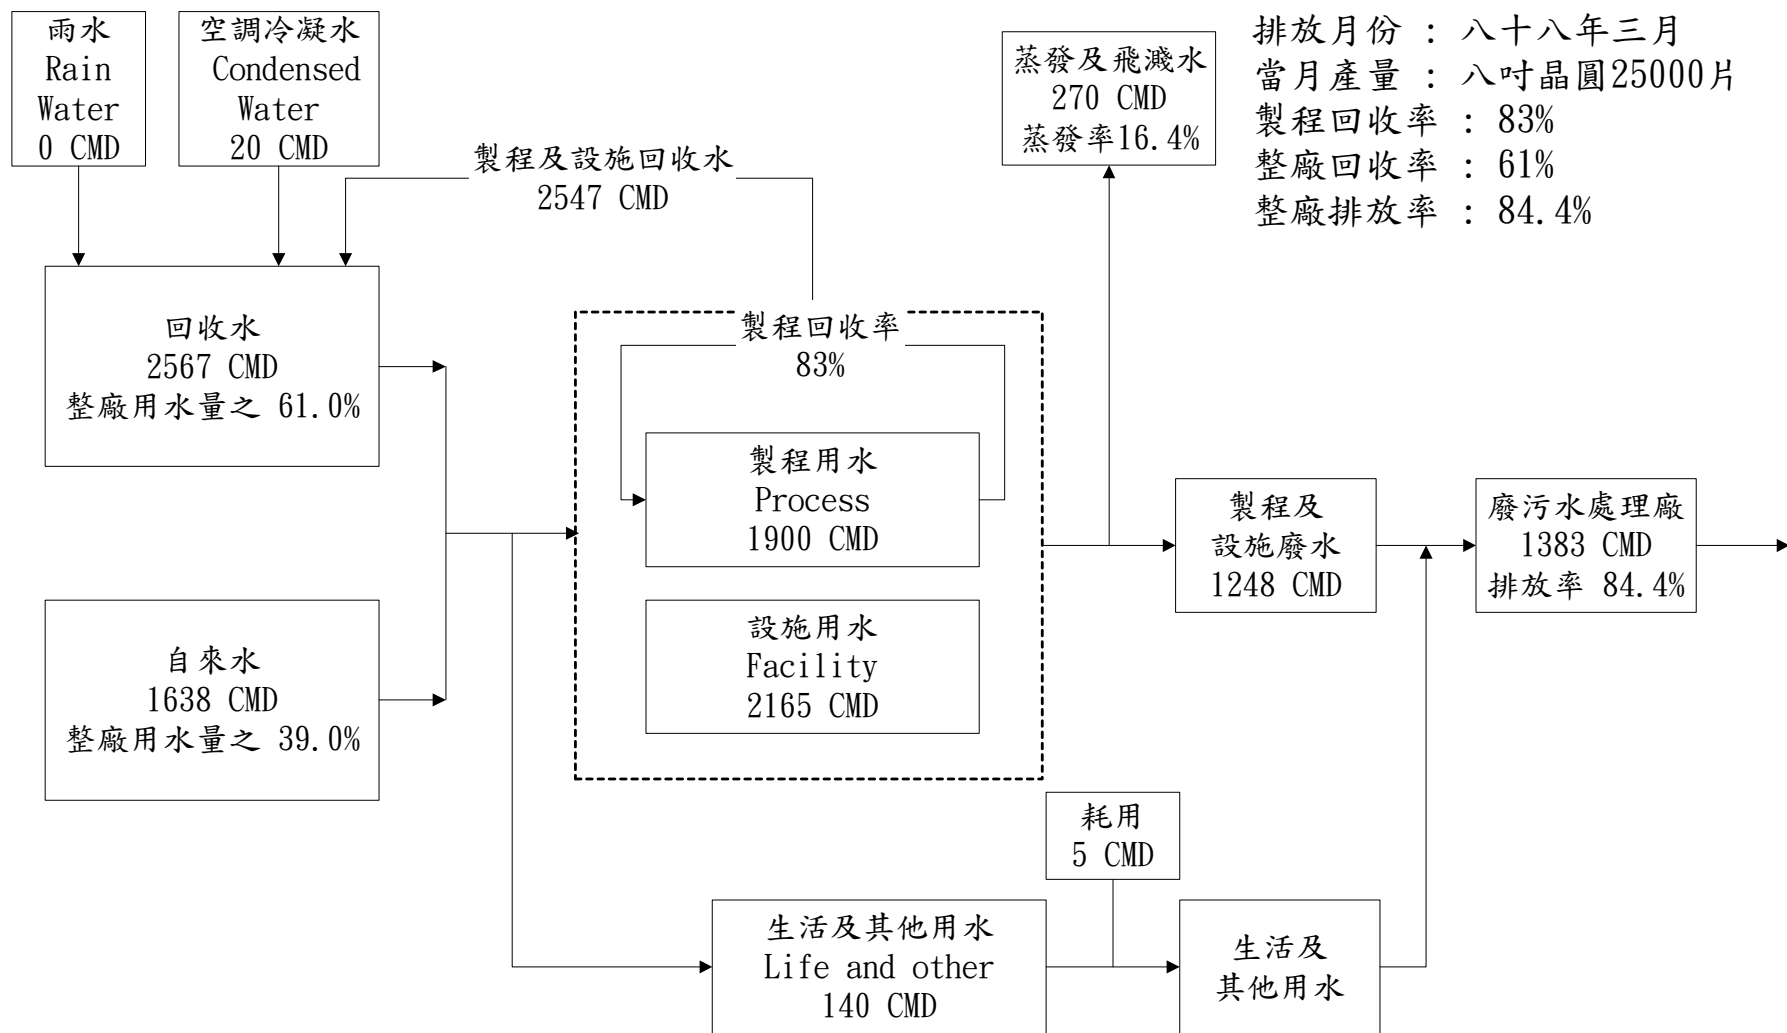 雨水
Rain
Water
0 CMD
空調冷凝水
Condensed
Water
20 CMD
製程及設施回收水
2547 CMD
蒸發及飛濺水
270 CMD
蒸發率16.4%
排放月份 : 八十八年三月
當月產量 : 八吋晶圓25000片
製程回收率 : 83%
整廠回收率 : 61%
整廠排放率 : 84.4%
回收水
2567 CMD
整廠用水量之 61.0%
製程回收率
83%
製程用水
Process
1900 CMD
設施用水
Facility
2165 CMD
製程及
設施廢水
1248 CMD
廢污水處理廠
1383 CMD
排放率 84.4%
自來水
1638 CMD
整廠用水量之 39.0%
耗用
5 CMD
生活及其他用水
Life and other
140 CMD
生活及
其他用水